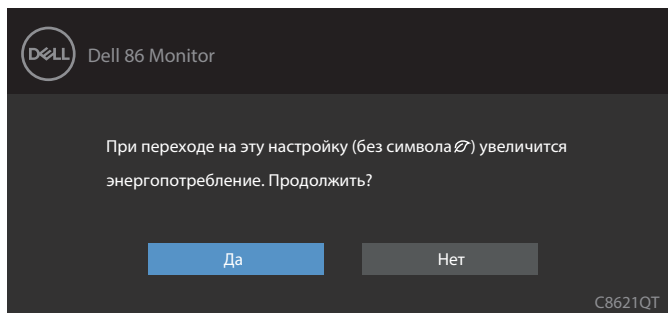 DELL
Dell 86 Monitor
При переходе на эту настройку (без символа) увеличится
энергопотребление. Продолжить?
Да
Нет
C8621QT